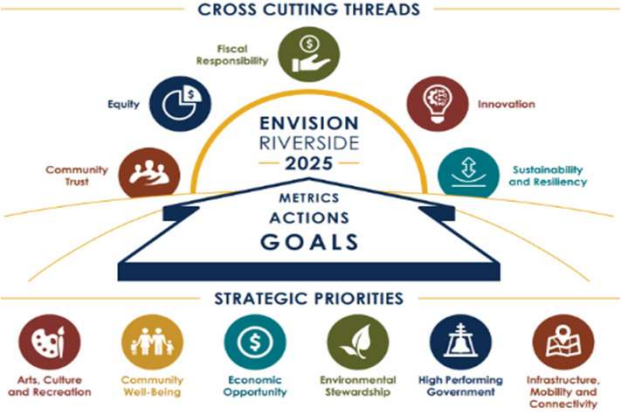 CROSS CUTTING THREADS
Fiscal
Responsibility
Equity
Innovation
Community
Trust
Sustainability
and Resiliency
ENVISION
RIVERSIDE
2025
METRICS
ACTIONS
GOALS
STRATEGIC PRIORITIES
Arts, Culture
and Recreation
Community
Well-Being
Economic
Opportunity
Environmental
Stewardship
High Performing
Government
Infrastructure,
Mobility and
Connectivity